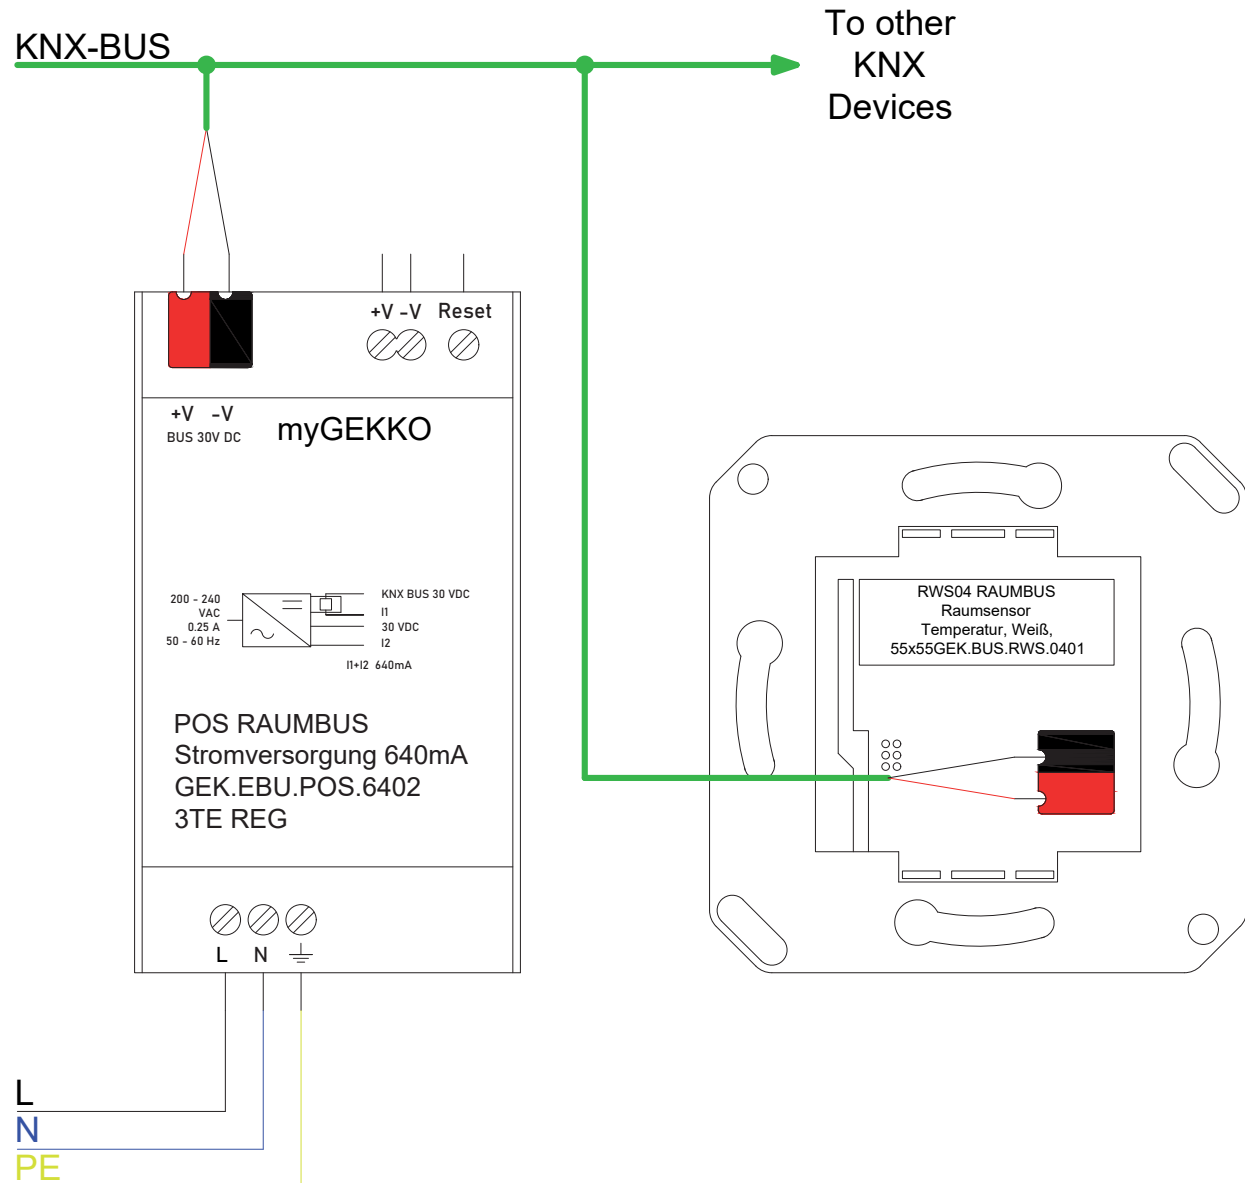 KNX-BUS
To other
KNX
Devices
+V -V Reset
+V -V
BUS 30V DC
myGEKKO
200 - 240
VAC
0.25 A
50 - 60 Hz
KNX BUS 30 VDC
I1
30 VDC
I2
I1+I2 640mA
POS RAUMBUS
Stromversorgung 640mA
GEK.EBU.POS.6402
3TE REG
L N
RWS04 RAUMBUS
Raumsensor
Temperatur, Weiß,
55x55GEK.BUS.RWS.0401
L
N
PE